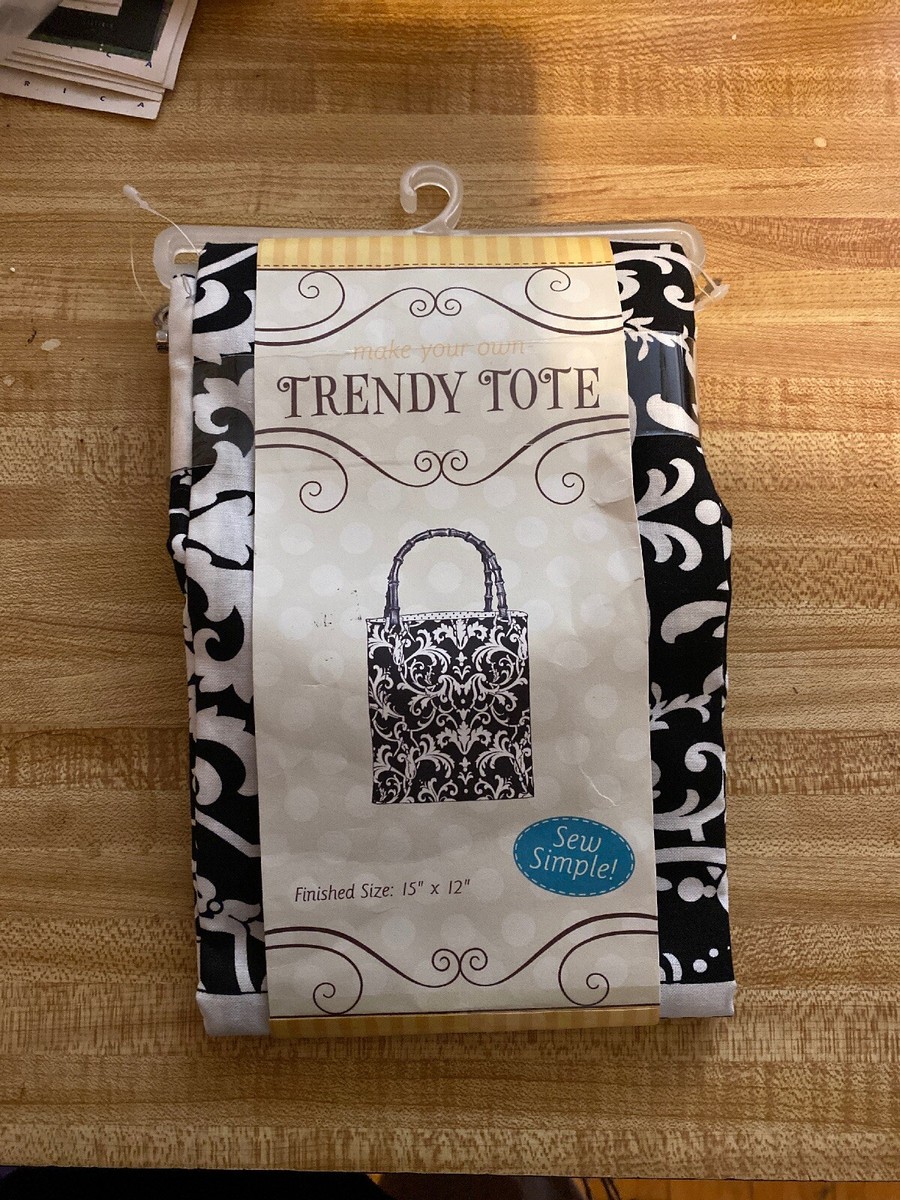 C A
R I C A
make your own
TRENDY TOTE
Sew
Simple!
Finished Size: 15" x 12"